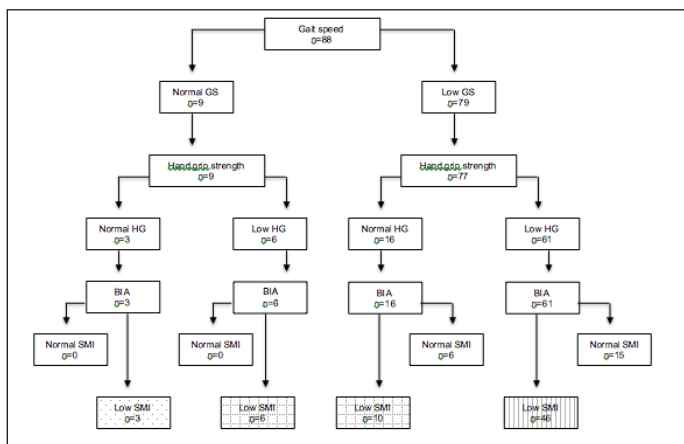 Gait speed
n=88
Normal GS
n=9
Low GS
n=79
Hand grip strength
n=9
Hand grip strength
n=77
Normal HG
n=3
Low HG
n=6
Normal HG
n=16
Low HG
n=61
BIA
n=3
BIA
n=6
BIA
n=16
BIA
n=61
Normal SMI
n=0
Normal SMI
n=0
Normal SMI
n=6
Normal SMI
n=15
Low SMI
n=3
Low SMI
n=6
Low SMI
n=10
Low SMI
n=46